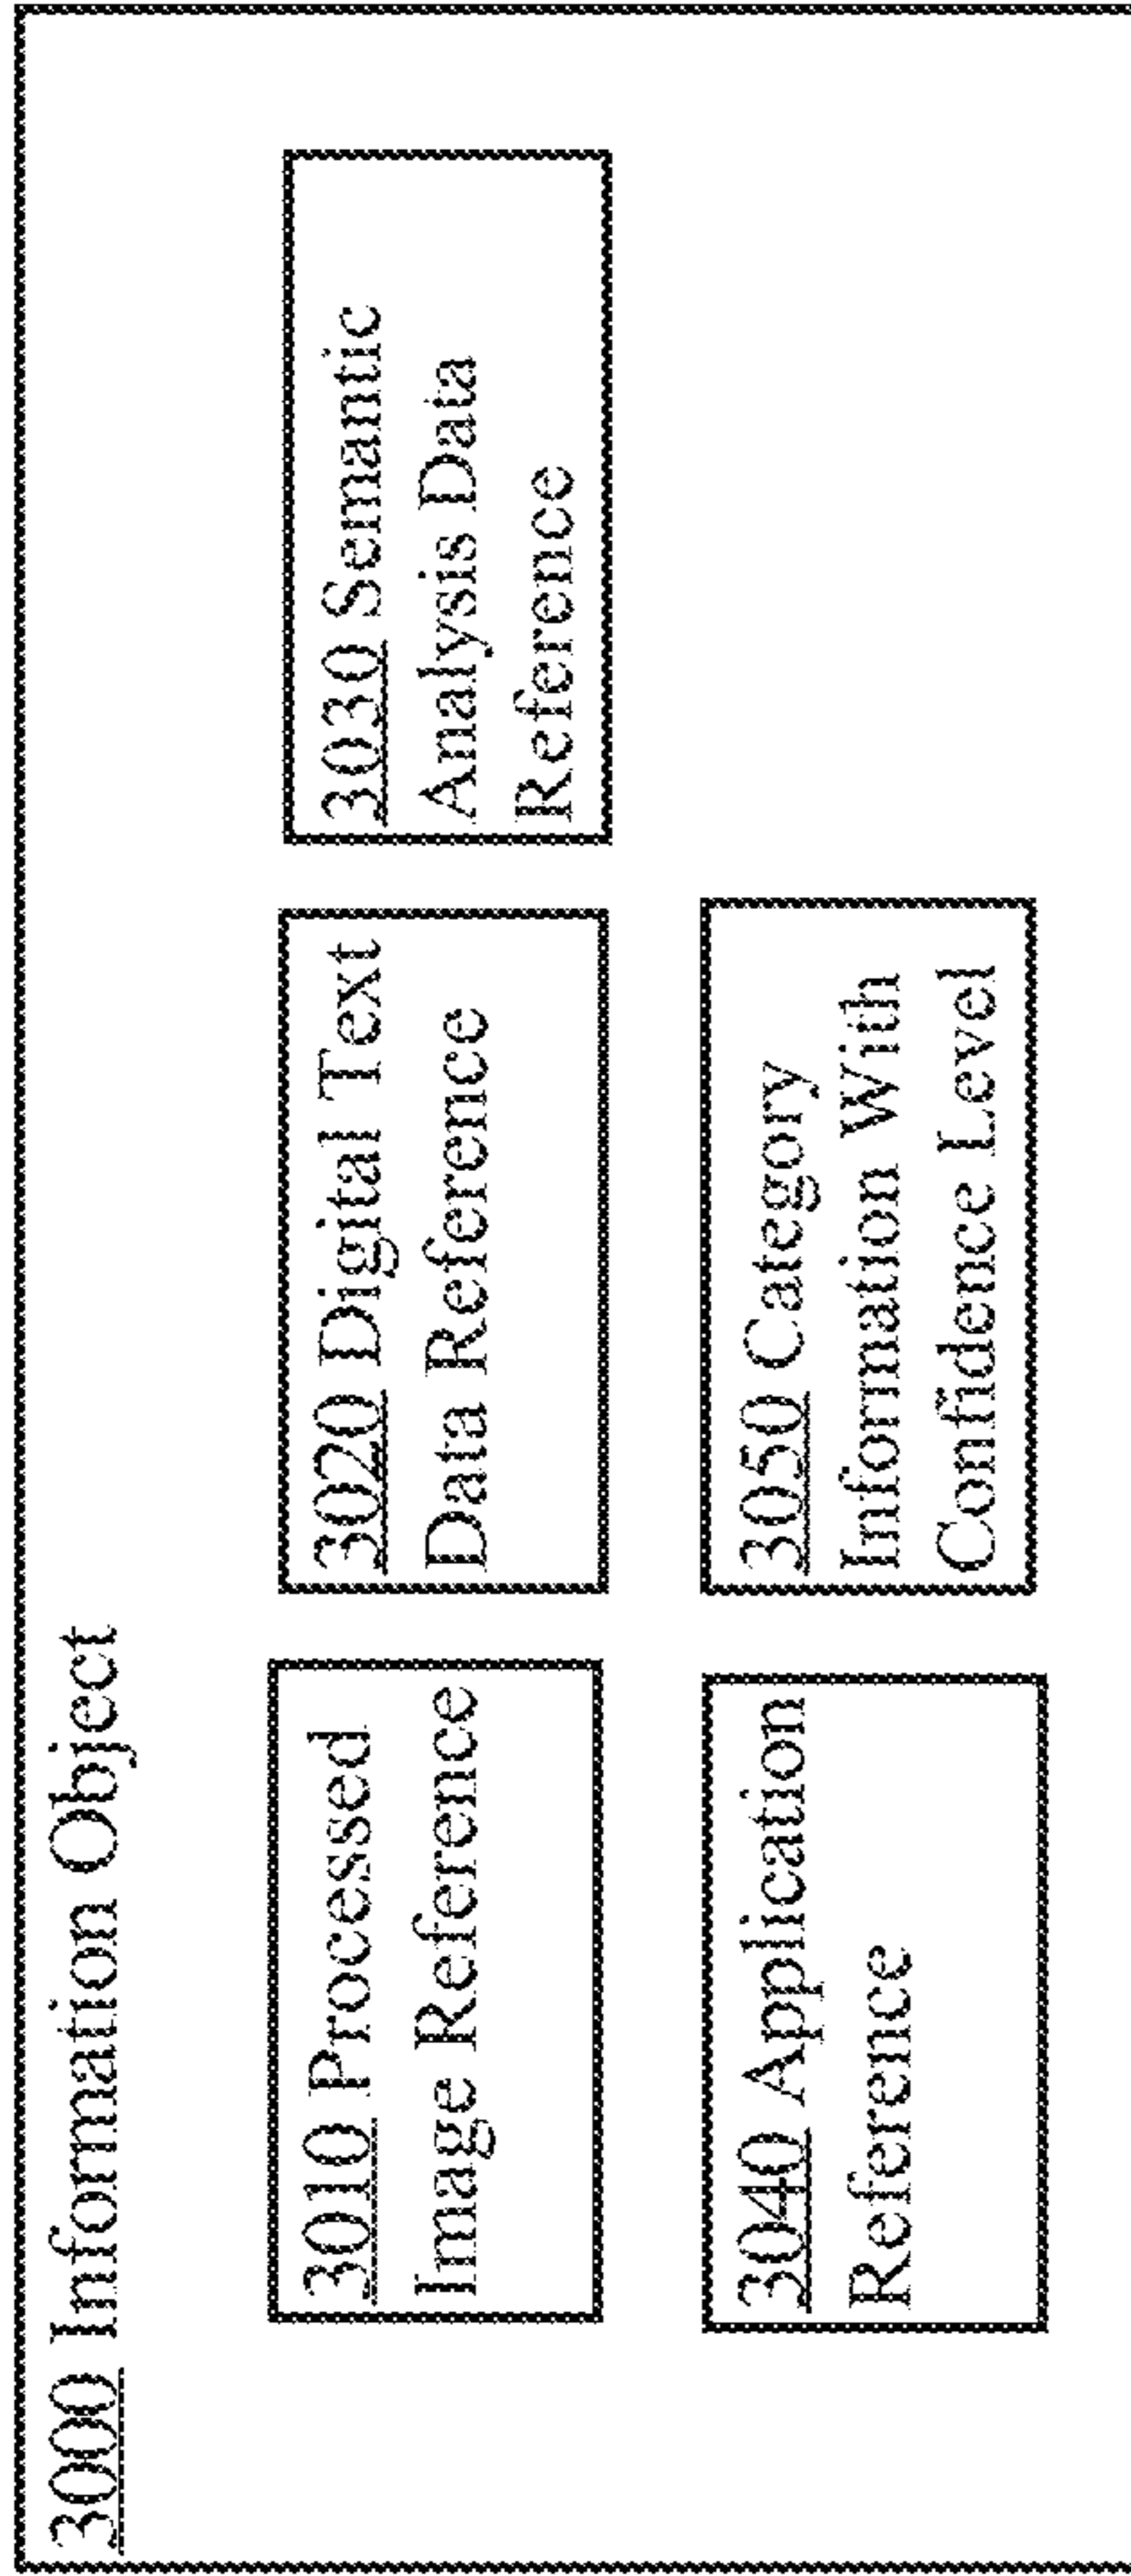 3000 Information Object
3010 Processed
Image Reference
3020 Digital Text
Data Reference
3030 Semantic
Analysis Data
Reference
3040 Application
Reference
3050 Category
Information With
Confidence Level